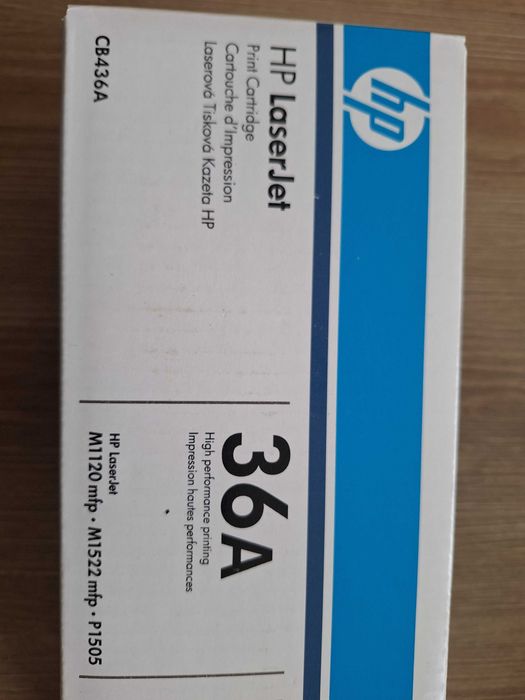 hp
HP LaserJet
Print Cartridge
Cartouche d'Impression
Laserová Tisková Kazeta HP
CB436A
36A
High performance printing
Impression hautes performances
HP LaserJet
M1120 mfp • M1522 mfp • P1505